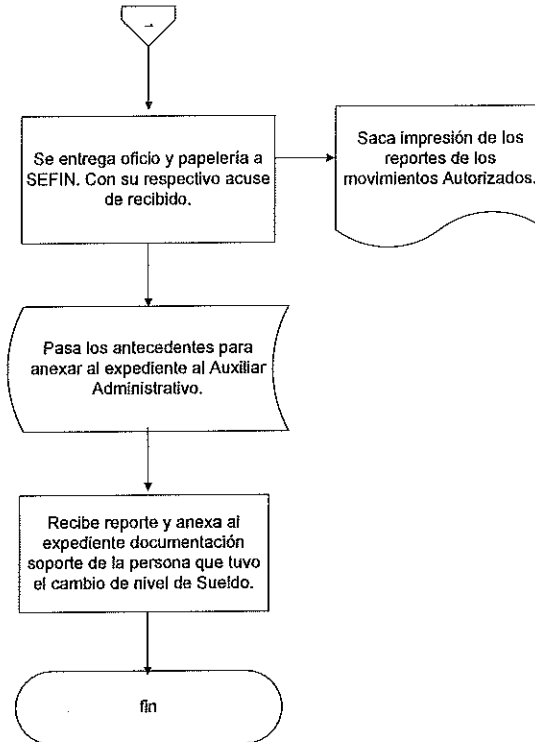 1
Se entrega oficio y papelería a
SEFIN. Con su respectivo acuse
de recibido.
Saca impresión de los
reportes de los
movimientos Autorizados.
Pasa los antecedentes para
anexar al expediente al Auxiliar
Administrativo.
Recibe reporte y anexa al
expediente documentación
soporte de la persona que tuvo
el cambio de nivel de Sueldo.
fin